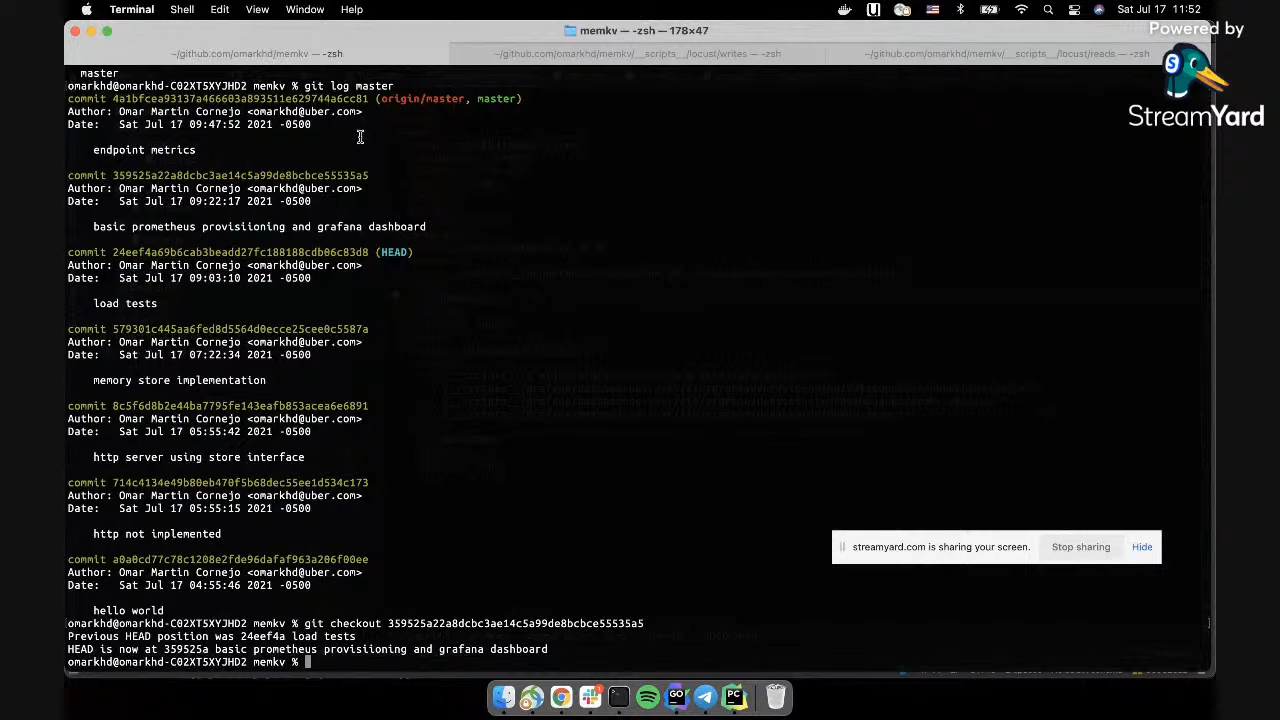 Terminal Shell Edit View Window Help Sat Jul 17 11:52
memkv — -zsh — 178×47
Powered by
StreamYard
~/github.com/omarkhd/memkv — -zsh
~/github.com/omarkhd/memkv/__scripts__/locust/writes — -zsh
~/github.com/omarkhd/memkv/__scripts__/locust/reads — -zsh
master
omarkhd@omarkhd-C02XT5XYJHD2 memkv % git log master
commit 4a1bfcea93137a466603a893511e629744a6cc81 (origin/master, master)
Author: Omar Martin Cornejo <omarkhd@uber.com>
Date: Sat Jul 17 09:47:52 2021 -0500
endpoint metrics
commit 359525a22a8dcbc3ae14c5a99de8bcbce55535a5
Author: Omar Martin Cornejo <omarkhd@uber.com>
Date: Sat Jul 17 09:22:17 2021 -0500
basic prometheus provisiioning and grafana dashboard
commit 24eef4a69b6cab3beadd27fc188188cdb06c83d8 (HEAD)
Author: Omar Martin Cornejo <omarkhd@uber.com>
Date: Sat Jul 17 09:03:10 2021 -0500
load tests
commit 579301c445aa6fed8d5564d0ecce25cee0c5587a
Author: Omar Martin Cornejo <omarkhd@uber.com>
Date: Sat Jul 17 07:22:34 2021 -0500
memory store implementation
commit 8c5f6d8b2e44ba7795fe143eafb853acea6e6891
Author: Omar Martin Cornejo <omarkhd@uber.com>
Date: Sat Jul 17 05:55:42 2021 -0500
http server using store interface
commit 714c4134e49b80eb470f5b68dec55ee1d534c173
Author: Omar Martin Cornejo <omarkhd@uber.com>
Date: Sat Jul 17 05:55:15 2021 -0500
http not implemented
commit a0a0cd77c78c1208e2fde96dafaf963a206f00ee
Author: Omar Martin Cornejo <omarkhd@uber.com>
Date: Sat Jul 17 04:55:46 2021 -0500
hello world
omarkhd@omarkhd-C02XT5XYJHD2 memkv % git checkout 359525a22a8dcbc3ae14c5a99de8bcbce55535a5
Previous HEAD position was 24eef4a load tests
HEAD is now at 359525a basic prometheus provisiioning and grafana dashboard
omarkhd@omarkhd-C02XT5XYJHD2 memkv %
streamyard.com is sharing your screen. Stop sharing Hide
GO
PC